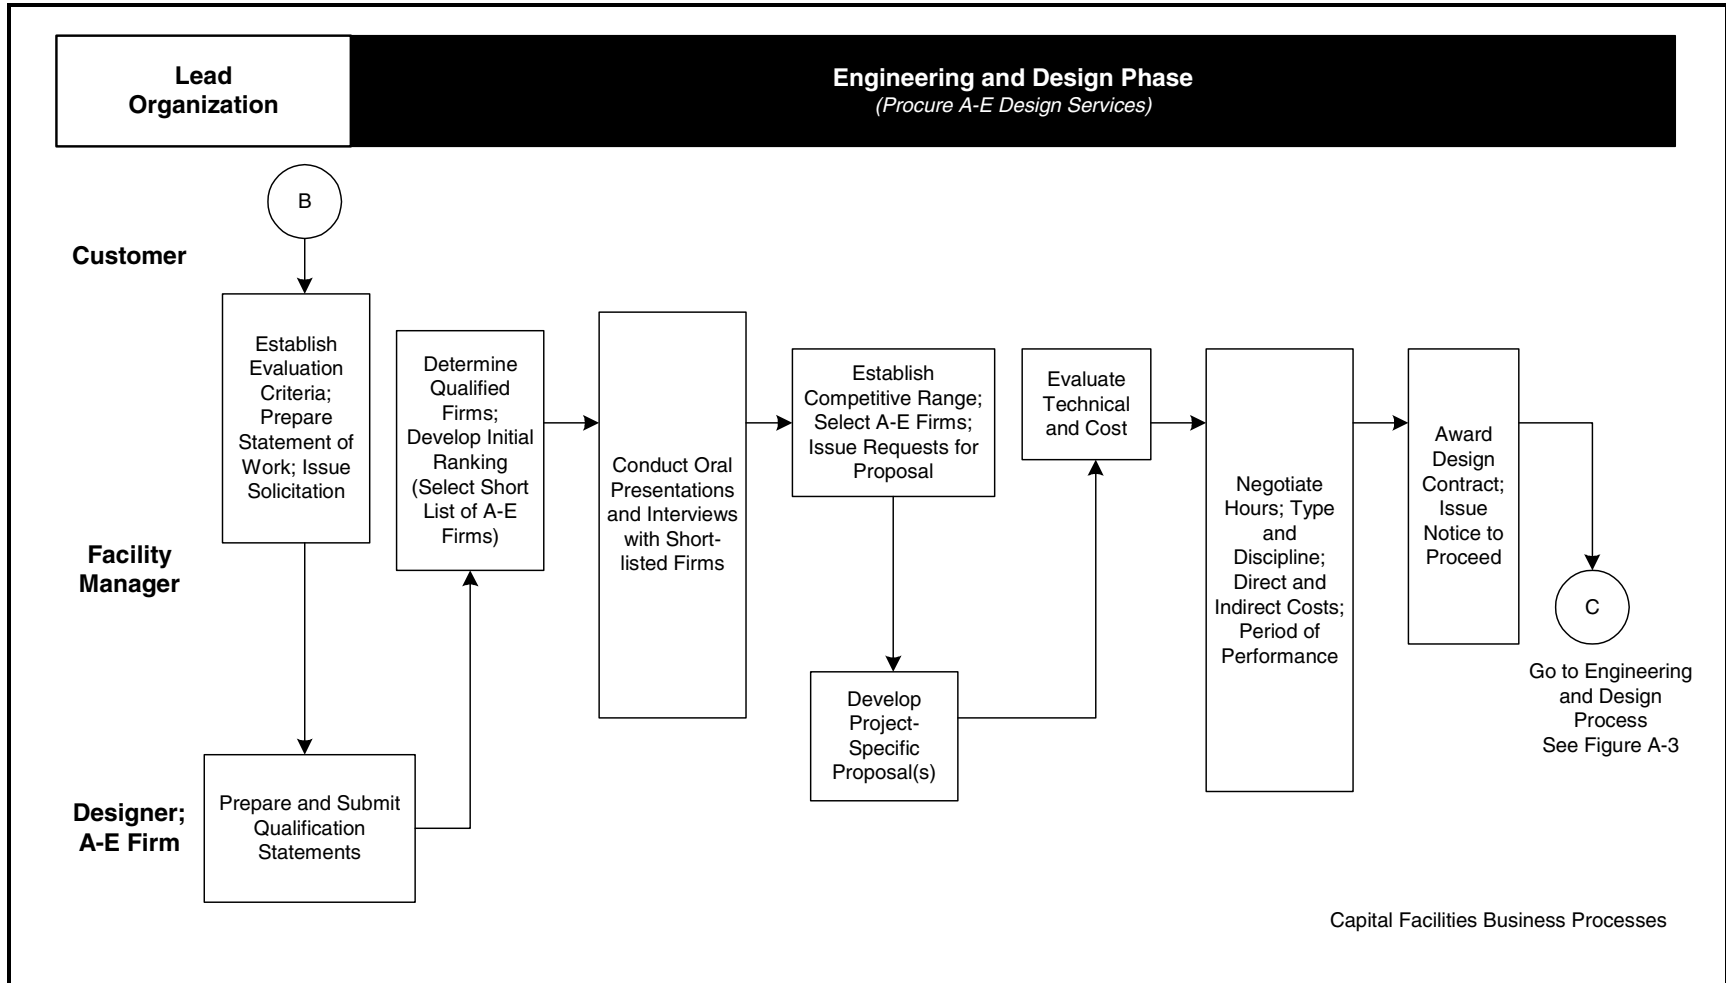 Lead
Organization
Engineering and Design Phase
(Procure A-E Design Services)
B
Customer
Facility
Manager
Designer;
A-E Firm
Establish
Evaluation
Criteria;
Prepare
Statement of
Work; Issue
Solicitation
Prepare and Submit
Qualification
Statements
Determine
Qualified
Firms;
Develop Initial
Ranking
(Select Short
List of A-E
Firms)
Conduct Oral
Presentations
and Interviews
with Short-
listed Firms
Establish
Competitive Range;
Select A-E Firms;
Issue Requests for
Proposal
Develop
Project-
Specific
Proposal(s)
Evaluate
Technical
and Cost
Negotiate
Hours; Type
and
Discipline;
Direct and
Indirect Costs;
Period of
Performance
Award
Design
Contract;
Issue
Notice to
Proceed
C
Go to Engineering
and Design
Process
See Figure A-3
Capital Facilities Business Processes